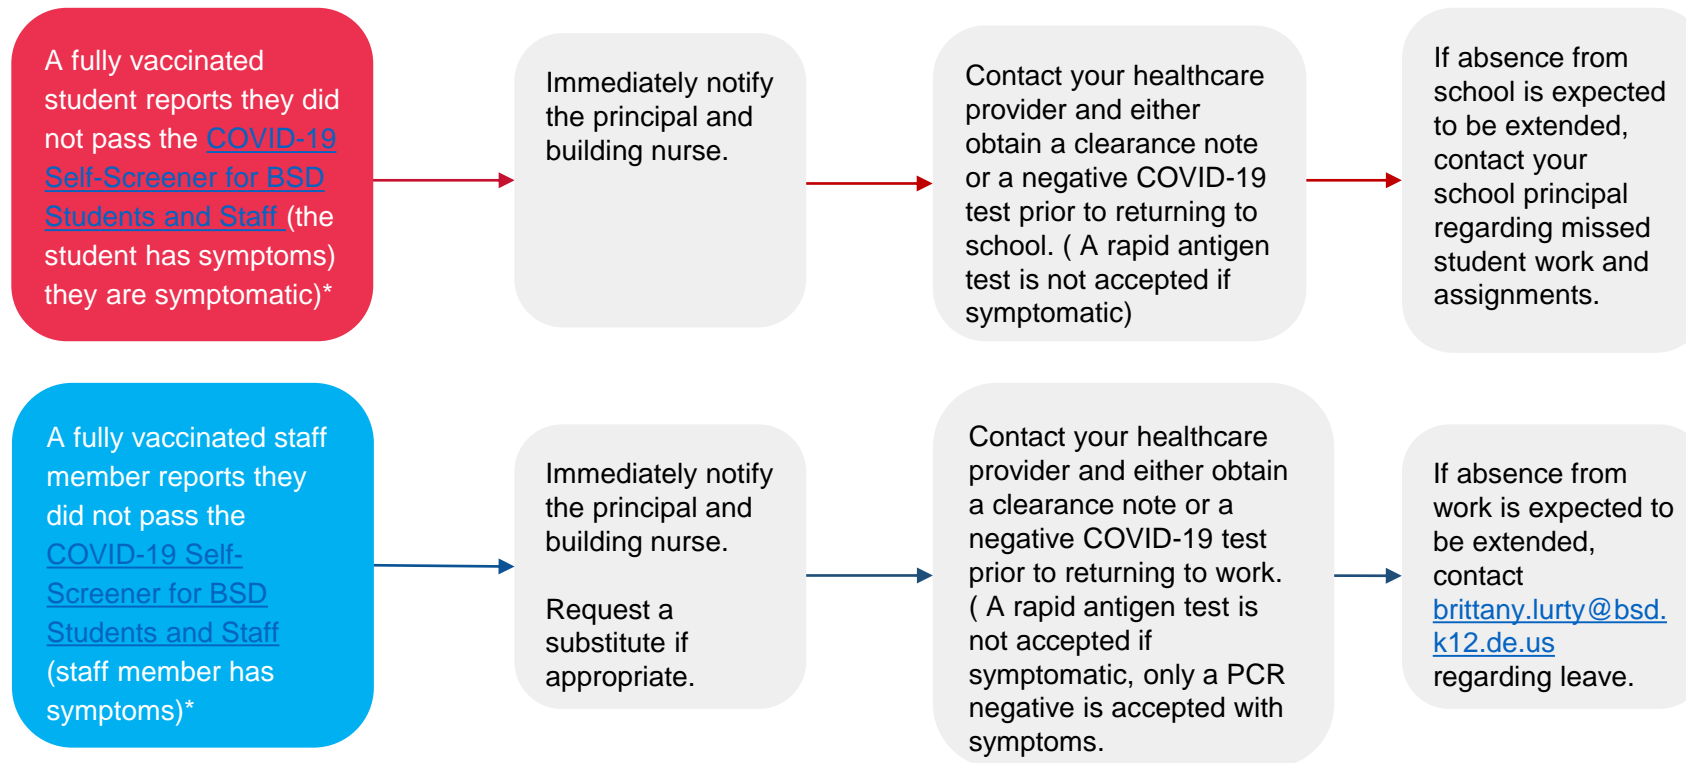 A fully vaccinated
student reports they did
not pass the COVID-19
Self-Screener for BSD
Students and Staff (the
student has symptoms)
they are symptomatic)*
Immediately notify
the principal and
building nurse.
Contact your healthcare
provider and either
obtain a clearance note
or a negative COVID-19
test prior to returning to
school. ( A rapid antigen
test is not accepted if
symptomatic)
If absence from
school is expected
to be extended,
contact your
school principal
regarding missed
student work and
assignments.
A fully vaccinated staff
member reports they
did not pass the
COVID-19 Self-
Screener for BSD
Students and Staff
(staff member has
symptoms)*
Immediately notify
the principal and
building nurse.
Request a
substitute if
appropriate.
Contact your healthcare
provider and either obtain
a clearance note or a
negative COVID-19 test
prior to returning to work.
( A rapid antigen test is
not accepted if
symptomatic, only a PCR
negative is accepted with
symptoms.
If absence from
work is expected to
be extended,
contact
brittany.lurty@bsd.
k12.de.us
regarding leave.